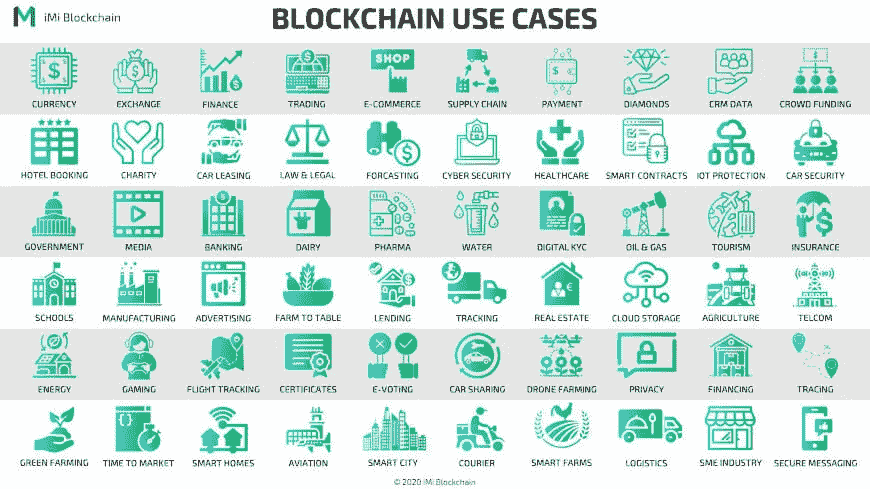 iMi Blockchain
BLOCKCHAIN USE CASES
$
$
$
SHOP
$
$
CURRENCY EXCHANGE FINANCE TRADING E-COMMERCE SUPPLY CHAIN PAYMENT DIAMONDS CRM DATA CROWD FUNDING
$
HOTEL BOOKING CHARITY CAR LEASING LAW & LEGAL FORCASTING CYBER SECURITY HEALTHCARE SMART CONTRACTS IOT PROTECTION CAR SECURITY
$
$
GOVERNMENT MEDIA BANKING DAIRY PHARMA WATER DIGITAL KYC OIL & GAS TOURISM INSURANCE
$
€
SCHOOLS MANUFACTURING ADVERTISING FARM TO TABLE LENDING TRACKING REAL ESTATE CLOUD STORAGE AGRICULTURE TELCOM
ENERGY GAMING FLIGHT TRACKING CERTIFICATES E-VOTiNG CAR SHARING DRONE FARMING PRIVACY FINANCING TRACING
GREEN FARMING TIME TO MARKET SMART HOMES AVIATION SMART CITY COURIER SMART FARMS LOGISTICS SME INDUSTRY SECURE MESSAGING
© 2020 iMi Blockchain